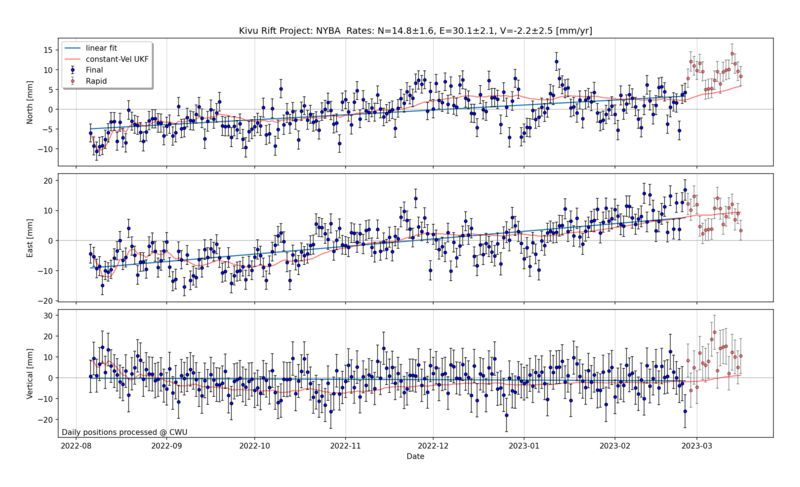 Kivu Rift Project: NYBA  Rates: N=14.8±1.6, E=30.1±2.1, V=-2.2±2.5 [mm/yr]
linear fit
constant-Vel UKF
Final
Rapid
North [mm]
15
10
5
0
−5
−10
East [mm]
20
10
0
−10
−20
Vertical [mm]
30
20
10
0
−10
−20
Daily positions processed @ CWU
2022-08 2022-09 2022-10 2022-11 2022-12 2023-01 2023-02 2023-03
Date